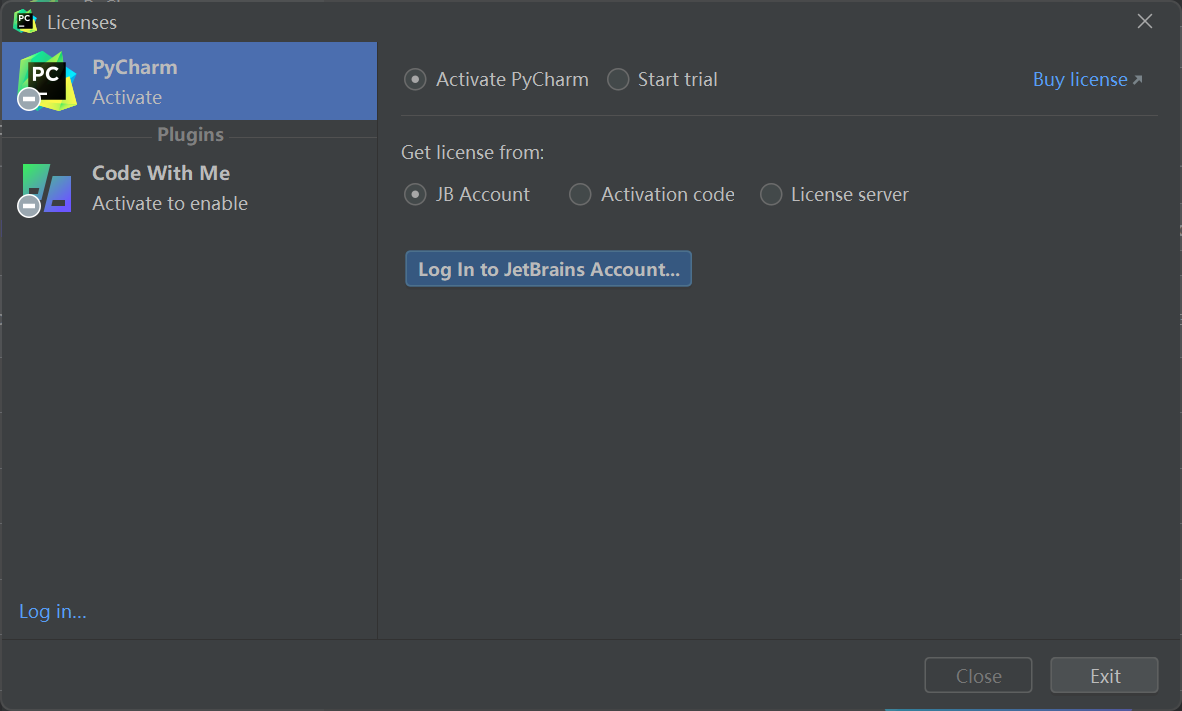 Licenses
PC
PyCharm
Activate
Plugins
Code With Me
Activate to enable
Log in...
Activate PyCharm Start trial Buy license
Get license from:
JB Account Activation code License server
Log In to JetBrains Account...
Close Exit